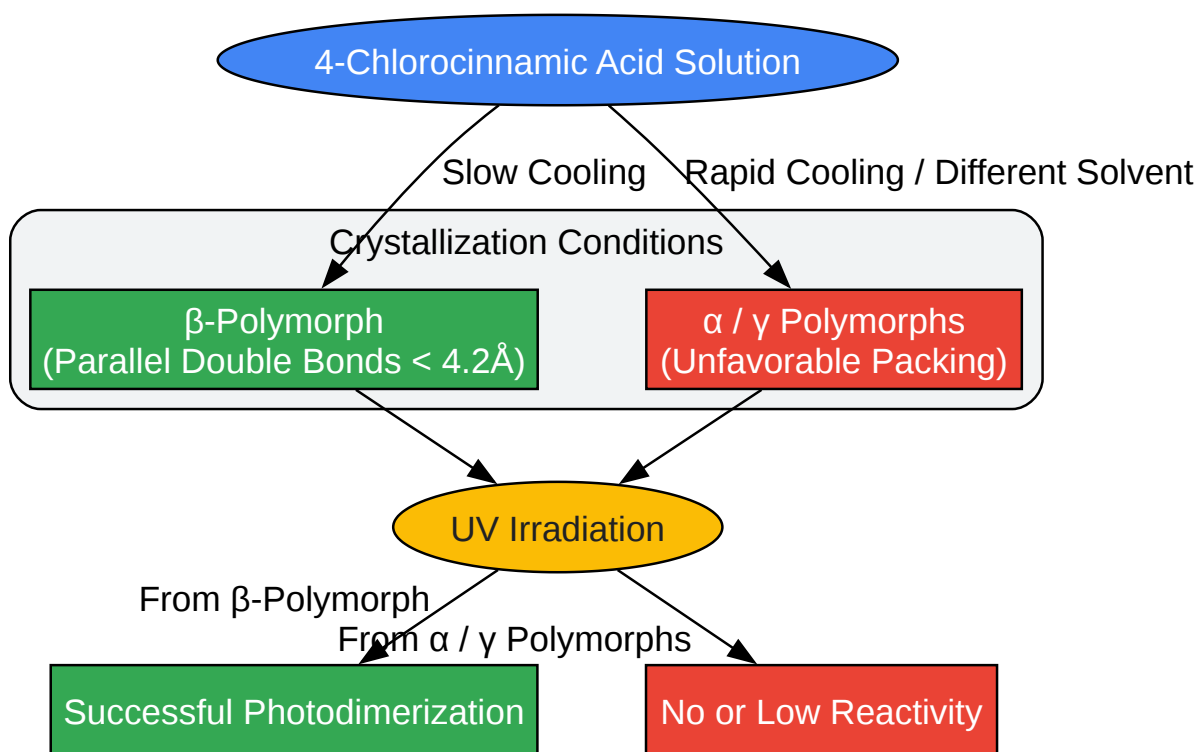 4-Chlorocinnamic Acid Solution
Slow Cooling
Rapid Cooling / Different Solvent
Crystallization Conditions
β-Polymorph
(Parallel Double Bonds < 4.2Å)
α / γ Polymorphs
(Unfavorable Packing)
UV Irradiation
From β-Polymorph
From α / γ Polymorphs
Successful Photodimerization
No or Low Reactivity